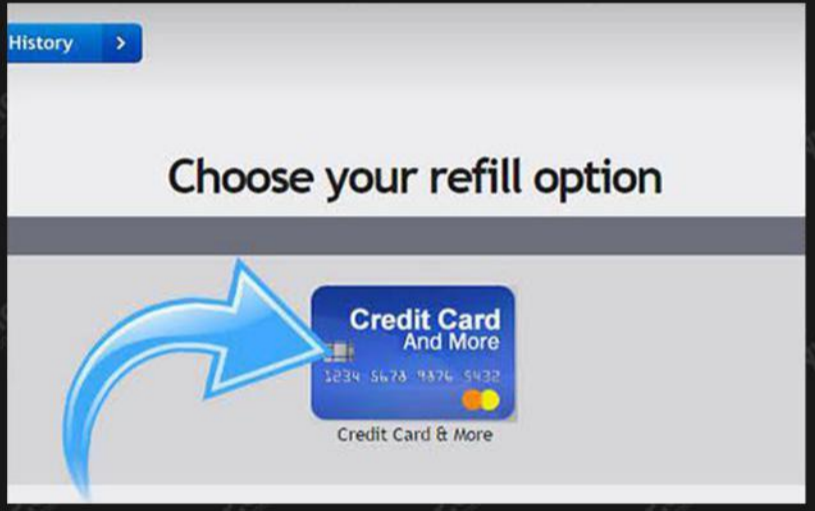 History >
Choose your refill option
Credit Card
And More
1234 5678 9876 5432
Credit Card & More